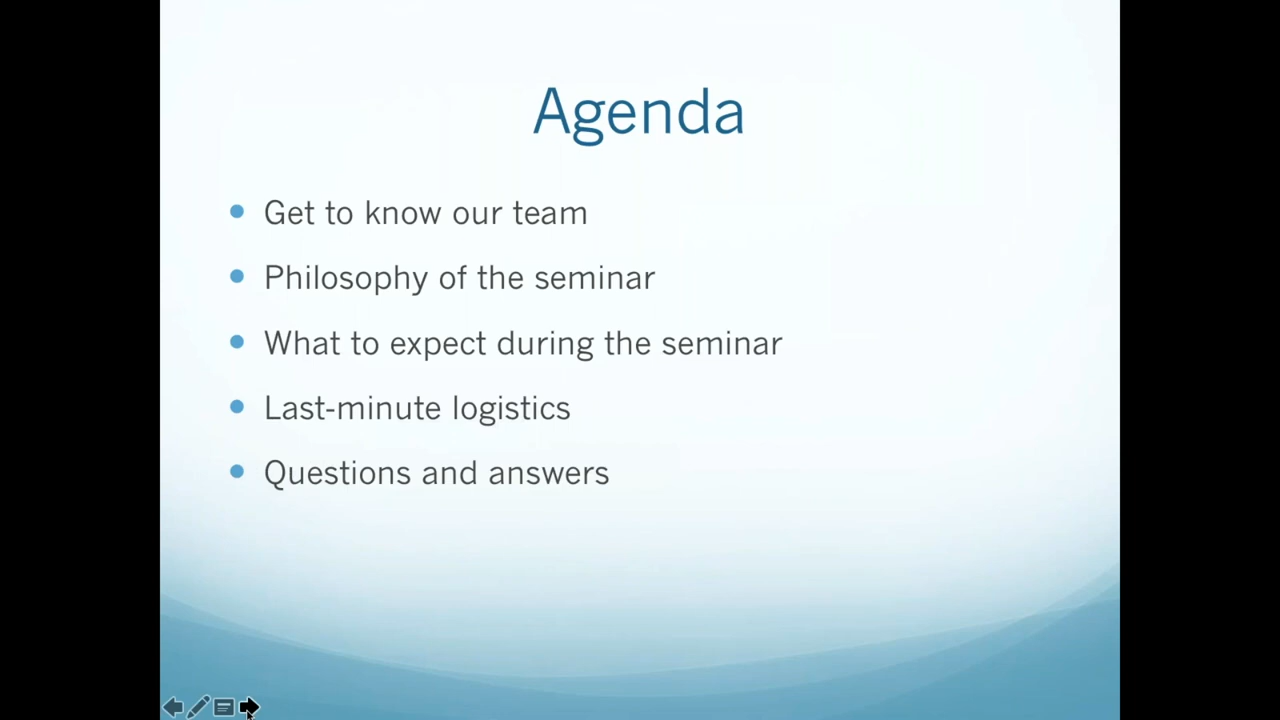 Agenda
Get to know our team
Philosophy of the seminar
What to expect during the seminar
Last-minute logistics
Questions and answers